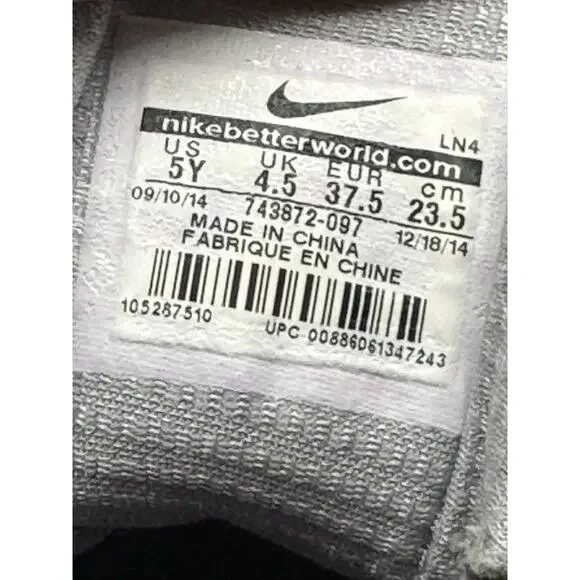 LN4
nikebetterworld.com
US UK EUR cm
5Y 4.5 37.5 23.5
09/10/14 743872-097 12/18/14
MADE IN CHINA
FABRIQUE EN CHINE
105287510 UPC 00886061347243